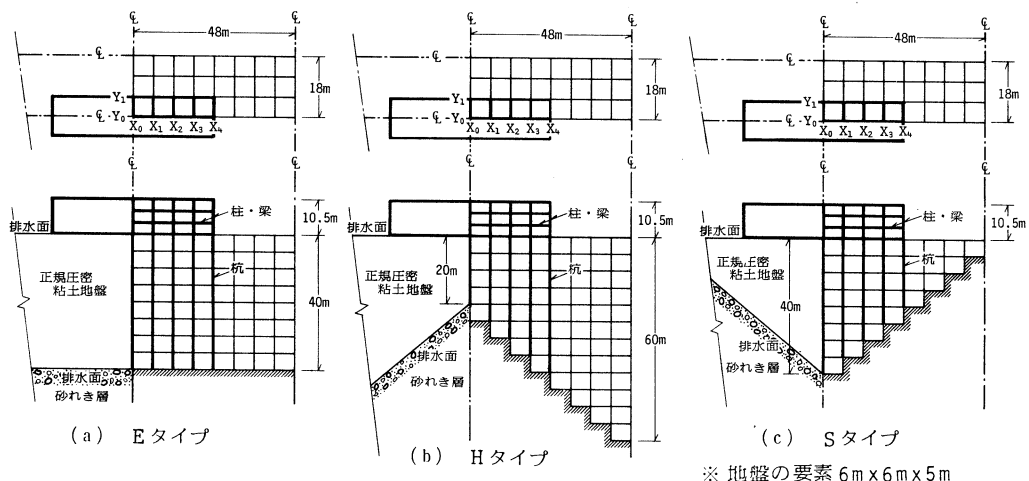 ℄
48m
℄
℄
18m
Y₁
℄ Y₀
X₀ X₁ X₂ X₃ X₄
℄
℄
排水面
柱・梁
10.5m
杭
正規圧密
粘土地盤
40m
排水面
砂れき層
(a) Eタイプ
℄
48m
℄
℄
18m
Y₁
℄ Y₀
X₀ X₁ X₂ X₃ X₄
℄
℄
排水面
柱・梁
10.5m
20m
杭
正規圧密
粘土地盤
60m
排水面
砂れき層
(b) Hタイプ
℄
48m
℄
℄
18m
Y₁
℄ Y₀
X₀ X₁ X₂ X₃ X₄
℄
℄
排水面
柱・梁
10.5m
杭
正規圧密
粘土地盤
40m
排水面
砂れき層
(c) Sタイプ
※ 地盤の要素 6m×6m×5m